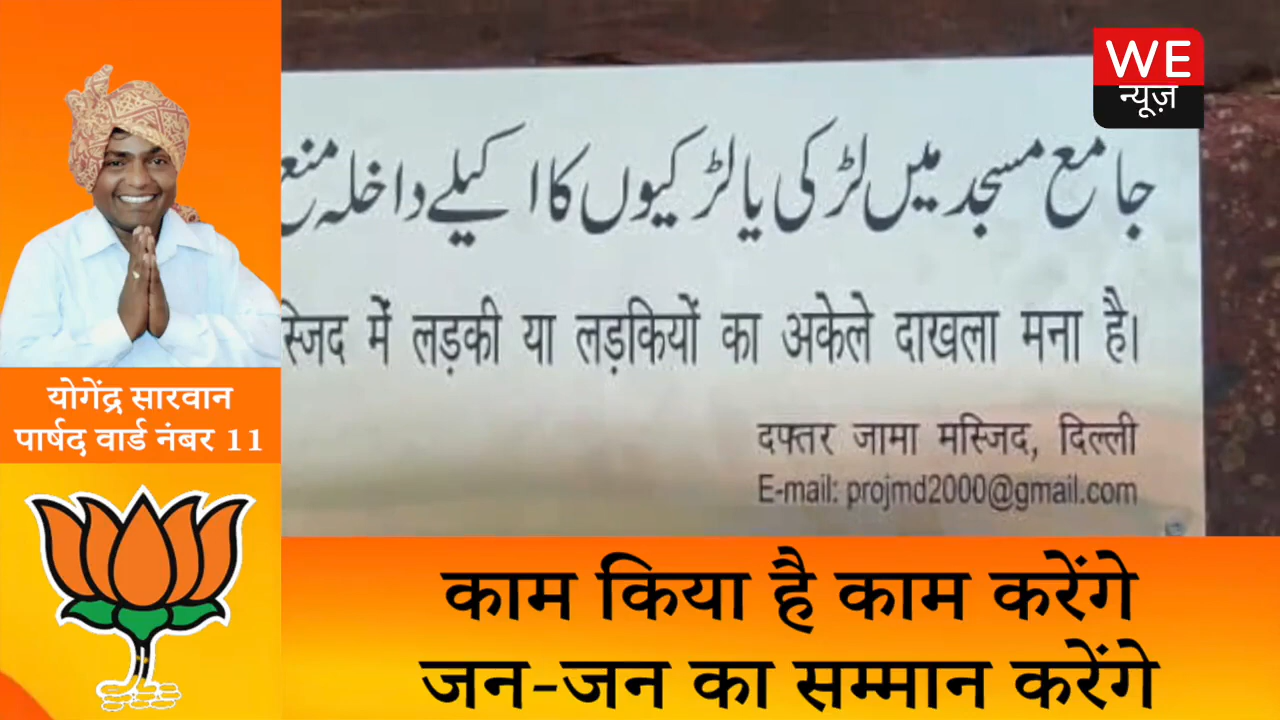 WE
न्यूज़
جامع مسجد میں لڑکی یا لڑکیوں کا اکیلے داخلہ منع
स्जिद में लड़की या लड़कियों का अकेले दाखला मना है।
दफ्तर जामा मस्जिद, दिल्ली
E-mail: projmd2000@gmail.com
योगेंद्र सारवान
पार्षद वार्ड नंबर 11
काम किया है काम करेंगे
जन-जन का सम्मान करेंगे